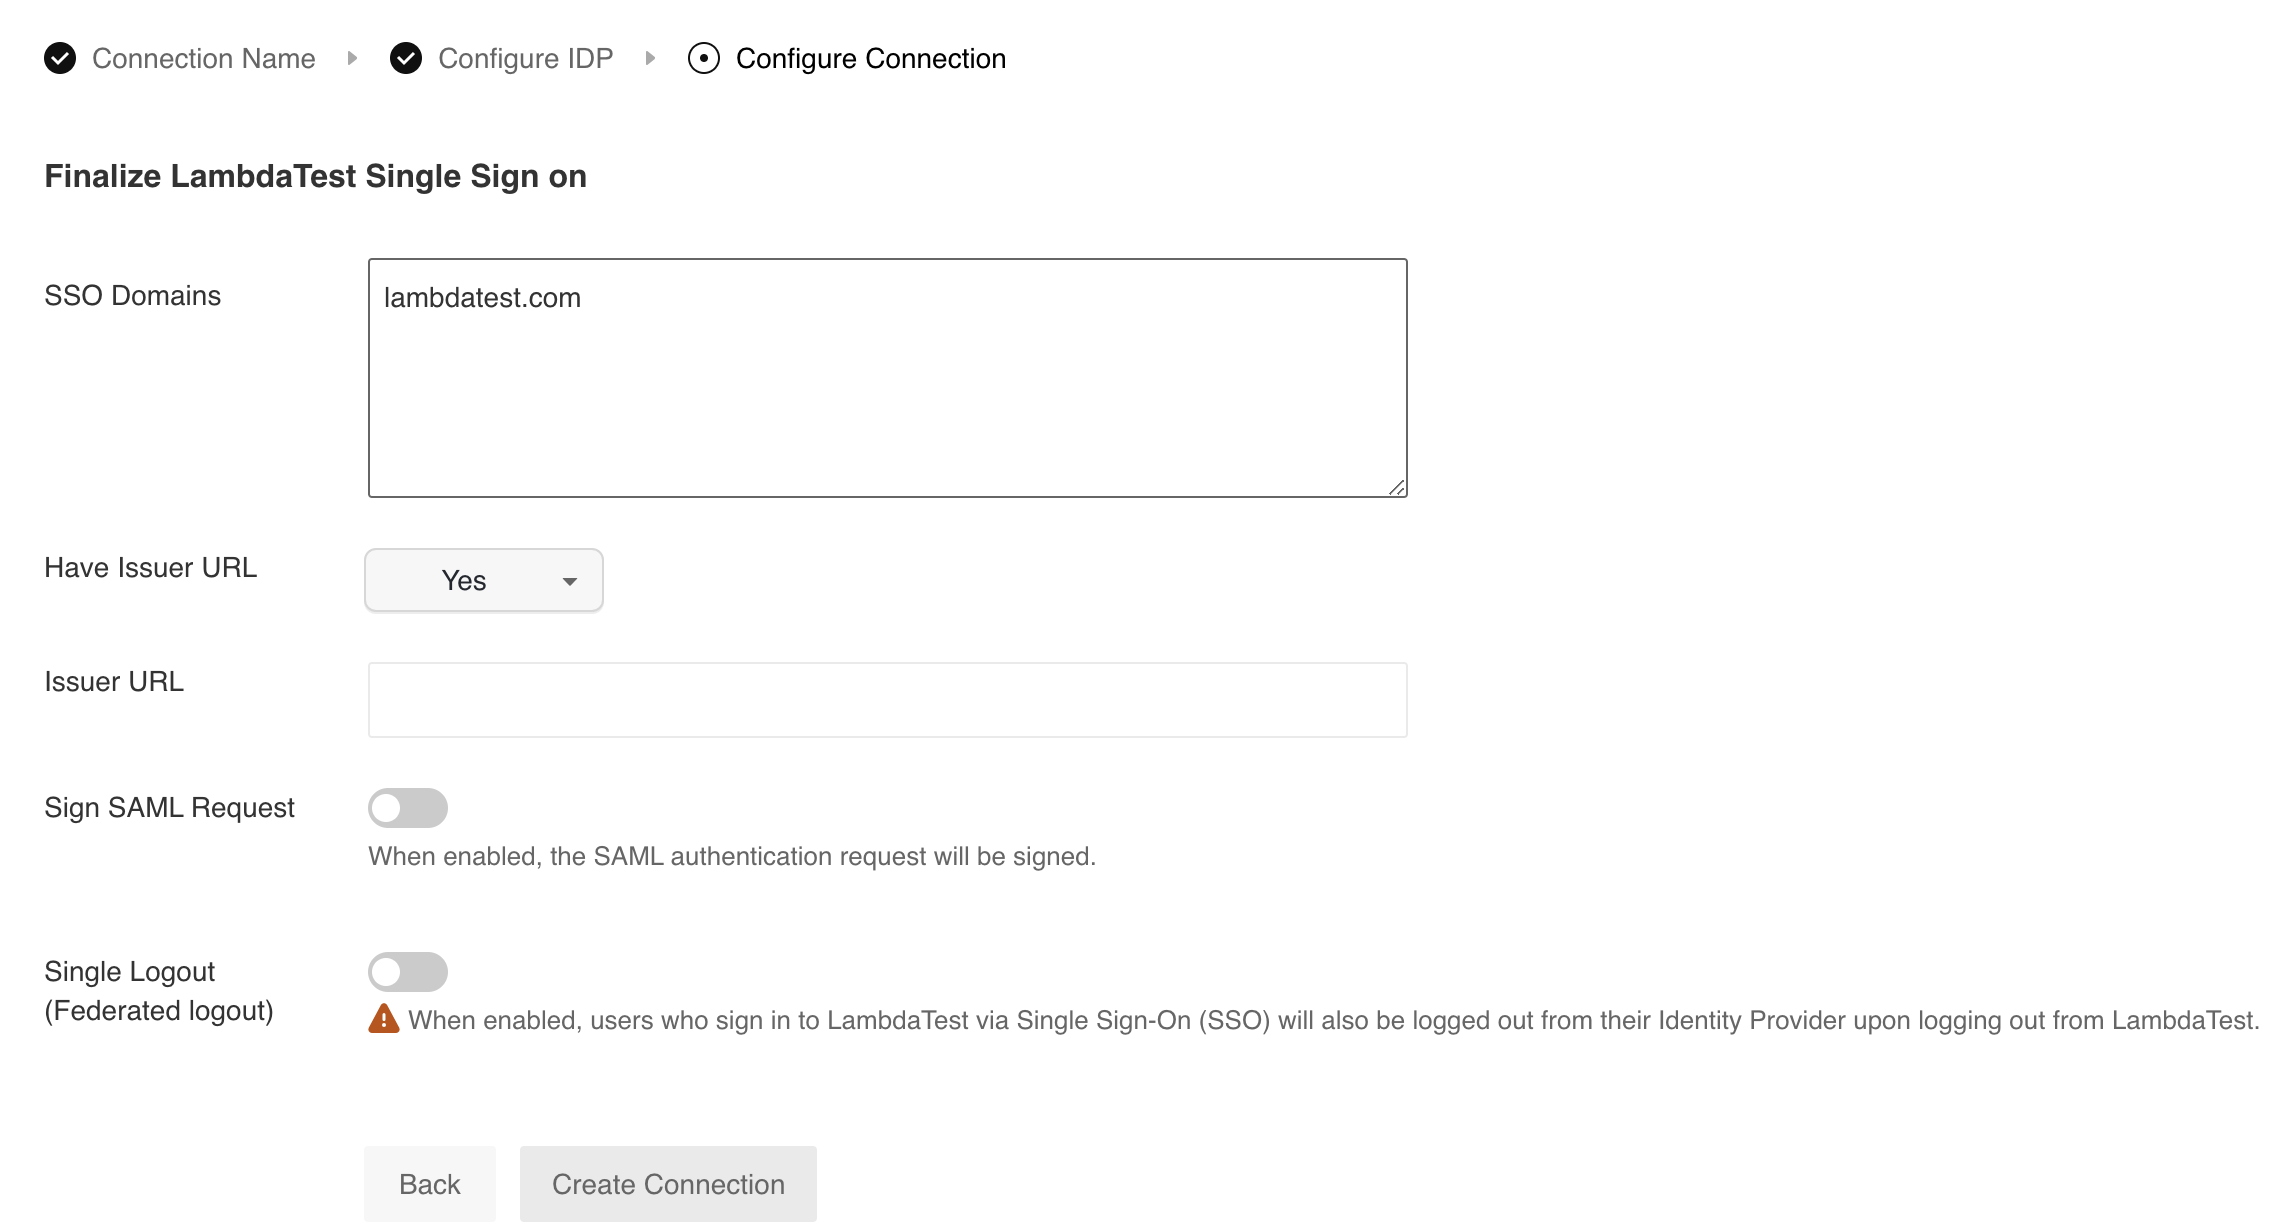 Connection Name Configure IDP Configure Connection
Finalize LambdaTest Single Sign on
SSO Domains
lambdatest.com
Have Issuer URL
Yes
Issuer URL
Sign SAML Request
When enabled, the SAML authentication request will be signed.
Single Logout
(Federated logout)
When enabled, users who sign in to LambdaTest via Single Sign-On (SSO) will also be logged out from their Identity Provider upon logging out from LambdaTest.
Back
Create Connection